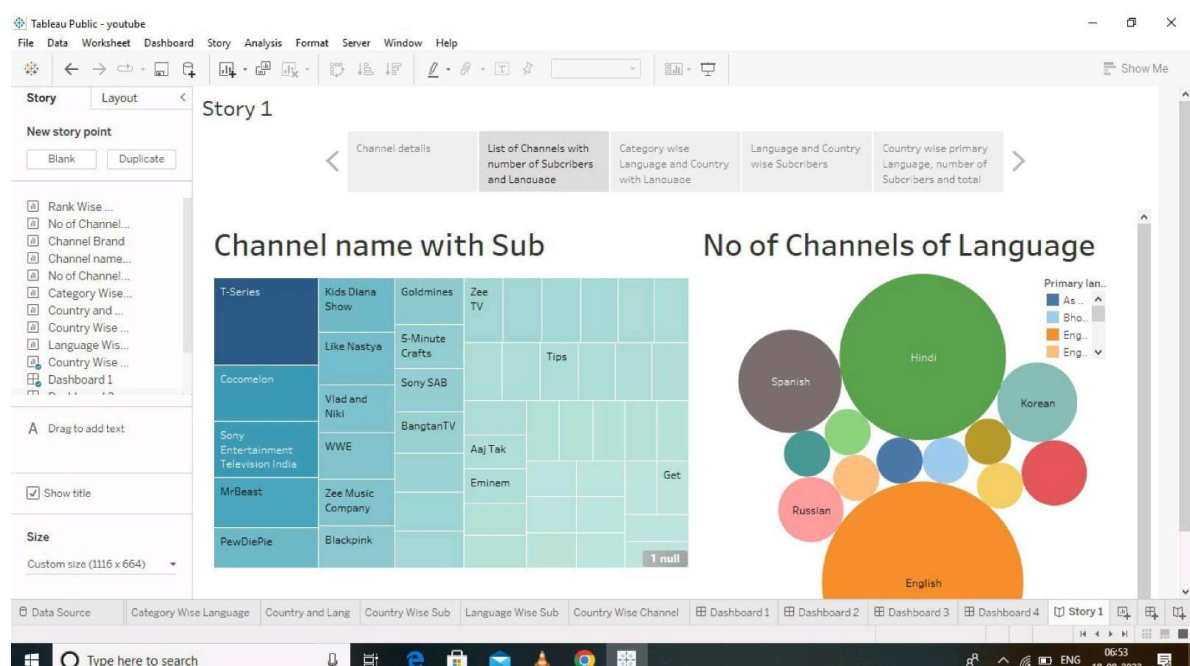 Tableau Public - youtube
File Data Worksheet Dashboard Story Analysis Format Server Window Help
Show Me
Story Layout
Story 1
New story point
Blank Duplicate
Channel details
List of Channels with
number of Subcribers
and Language
Category wise
Language and Country
with Language
Language and Country
wise Subcribers
Country wise primary
Language, number of
Subcribers and total
Rank Wise ...
No of Channel...
Channel Brand
Channel name...
No of Channel...
Category Wise...
Country and ...
Country Wise ...
Language Wis...
Country Wise ...
Dashboard 1
A Drag to add text
Show title
Size
Custom size (1116 x 664)
Channel name with Sub
T-Series
Cocomelon
Sony
Entertainment
Television India
MrBeast
PewDiePie
Kids Diana
Show
Like Nastya
Vlad and
Niki
WWE
Zee Music
Company
Blackpink
Goldmines
5-Minute
Crafts
Sony SAB
BangtanTV
Zee
TV
Tips
Aaj Tak
Eminem
Get
1 null
No of Channels of Language
Primary lan..
As ..
Bho..
Eng..
Eng..
Hindi
Spanish
Korean
Russian
English
Data Source Category Wise Language Country and Lang Country Wise Sub Language Wise Sub Country Wise Channel Dashboard 1 Dashboard 2 Dashboard 3 Dashboard 4 Story 1
Type here to search
ENG
06:53